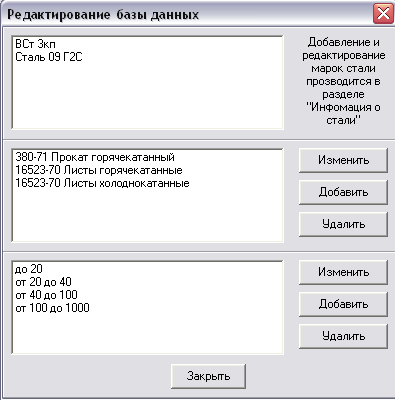 Редактирование базы данных
ВСт 3кп
Сталь 09 Г2С
Добавление и
редактирование
марок стали
прозводится в
разделе
"Инфомация о
стали"
380-71 Прокат горячекатанный
16523-70 Листы горячекатанные
16523-70 Листы холоднокатанные
Изменить
Добавить
Удалить
до 20
от 20 до 40
от 40 до 100
от 100 до 1000
Изменить
Добавить
Удалить
Закрыть